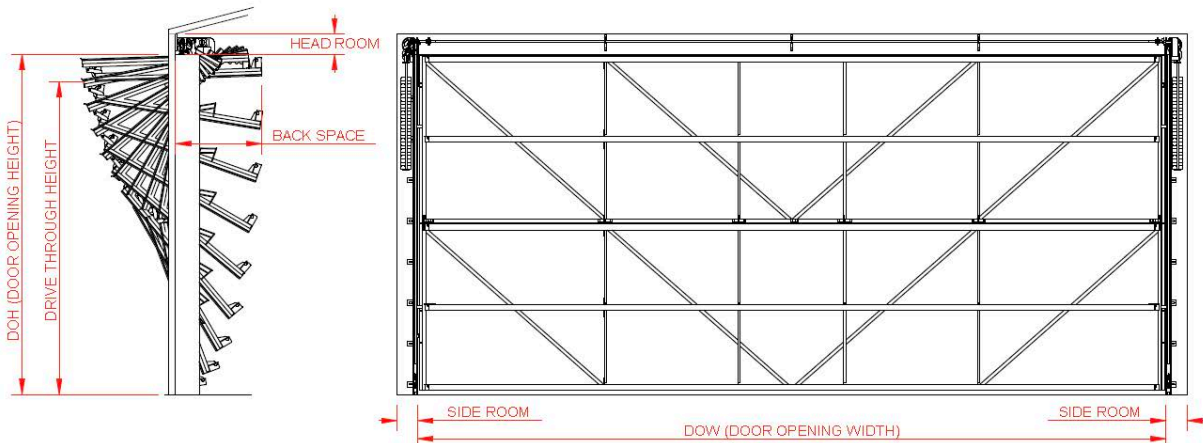 HEAD ROOM
BACK SPACE
DOH (DOOR OPENING HEIGHT)
DRIVE THROUGH HEIGHT
SIDE ROOM
SIDE ROOM
DOW (DOOR OPENING WIDTH)